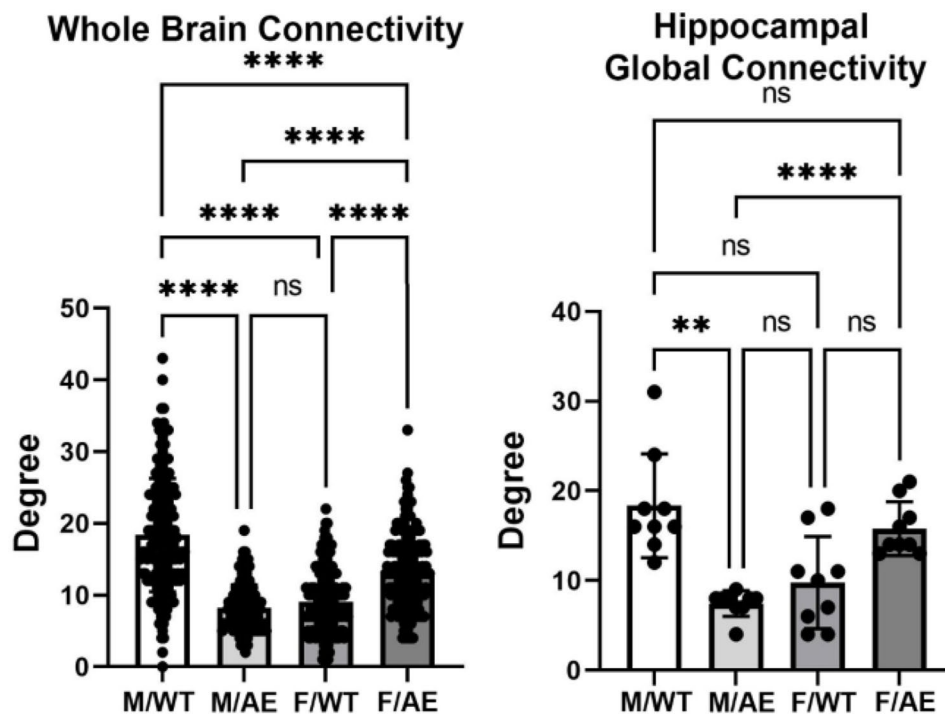 Whole Brain Connectivity
****
****
**** ****
**** ns
50
40
30
20
10
0
Degree
M/WT M/AE F/WT F/AE
Hippocampal
Global Connectivity
ns
****
ns
** ns ns
40
30
20
10
0
Degree
M/WT M/AE F/WT F/AE